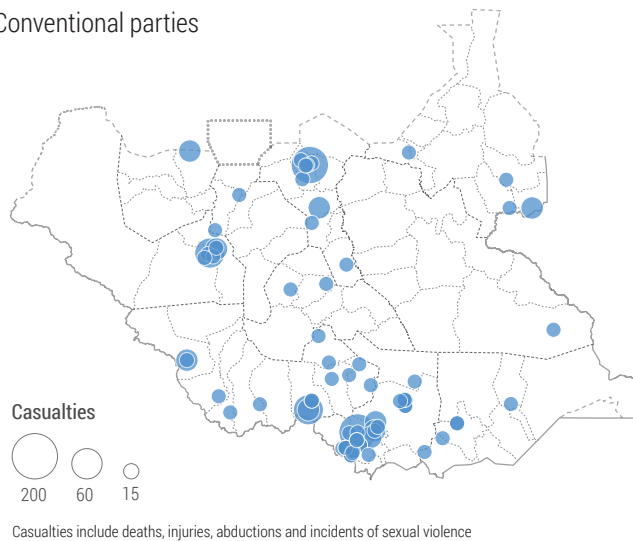 Conventional parties
Casualties
200 60 15
Casualties include deaths, injuries, abductions and incidents of sexual violence